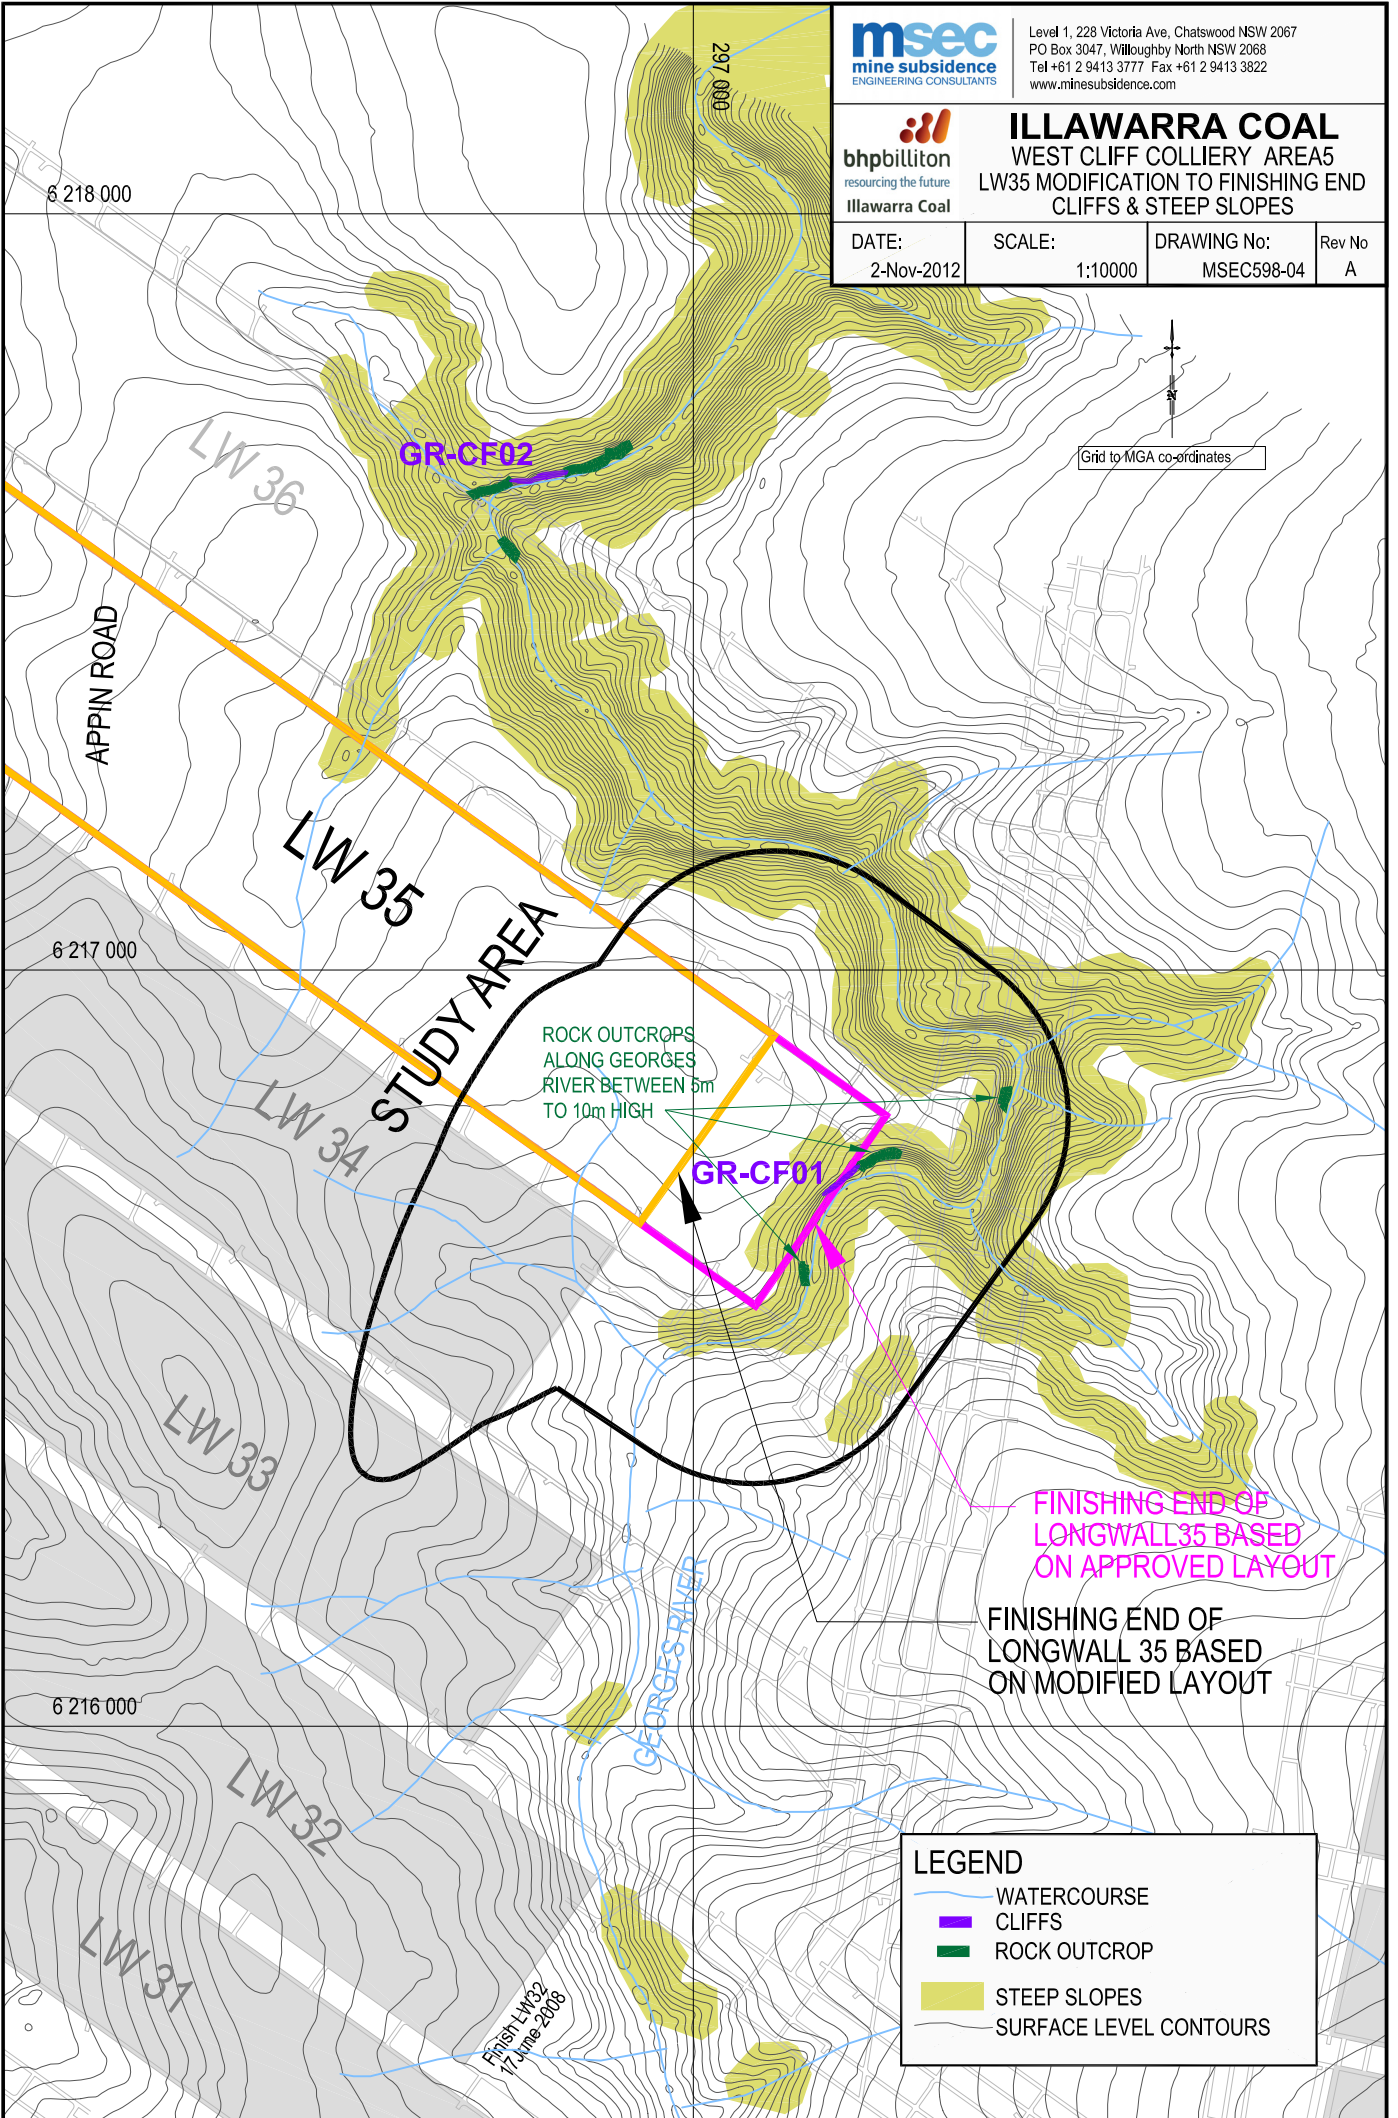 msec
mine subsidence
ENGINEERING CONSULTANTS
Level 1, 228 Victoria Ave, Chatswood NSW 2067
PO Box 3047, Willoughby North NSW 2068
Tel +61 2 9413 3777 Fax +61 2 9413 3822
www.minesubsidence.com
bhpbilliton
resourcing the future
Illawarra Coal
ILLAWARRA COAL
WEST CLIFF COLLIERY AREA5
LW35 MODIFICATION TO FINISHING END
CLIFFS & STEEP SLOPES
DATE:
2-Nov-2012
SCALE:
1:10000
DRAWING No:
MSEC598-04
Rev No
A
297 000
6 218 000
N
Grid to MGA co-ordinates
GR-CF02
LW 36
APPIN ROAD
LW 35
STUDY AREA
6 217 000
ROCK OUTCROPS
ALONG GEORGES
RIVER BETWEEN 5m
TO 10m HIGH
LW 34
GR-CF01
LW 33
FINISHING END OF
LONGWALL35 BASED
ON APPROVED LAYOUT
FINISHING END OF
LONGWALL 35 BASED
ON MODIFIED LAYOUT
GEORGES RIVER
6 216 000
LW 32
LW 31
Finish LW32
17June 2008
LEGEND
WATERCOURSE
CLIFFS
ROCK OUTCROP
STEEP SLOPES
SURFACE LEVEL CONTOURS